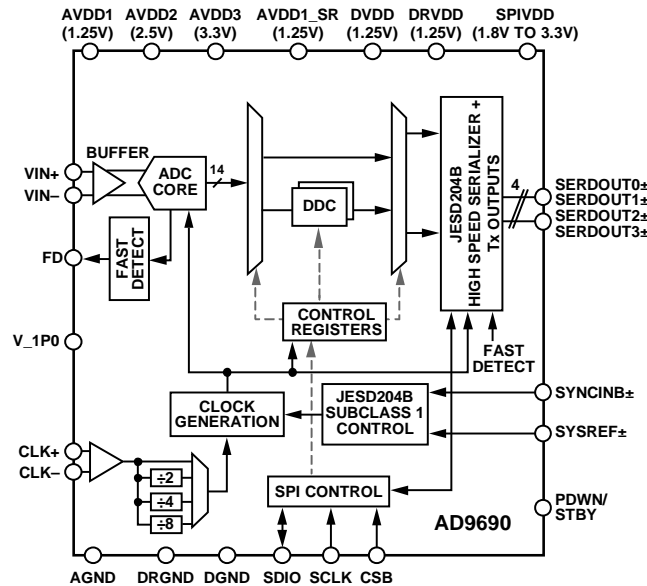 AVDD1 AVDD2 AVDD3 AVDD1_SR DVDD DRVDD SPIVDD
(1.25V) (2.5V) (3.3V) (1.25V) (1.25V) (1.25V) (1.8V TO 3.3V)
BUFFER
VIN+
VIN–
ADC
CORE
14
DDC
JESD204B
HIGH SPEED SERIALIZER +
Tx OUTPUTS
4
SERDOUT0±
SERDOUT1±
SERDOUT2±
SERDOUT3±
FD
FAST
DETECT
CONTROL
REGISTERS
V_1P0
FAST
DETECT
CLOCK
GENERATION
JESD204B
SUBCLASS 1
CONTROL
SYNCINB±
SYSREF±
CLK+
CLK–
÷2
÷4
÷8
SPI CONTROL
PDWN/
STBY
AD9690
AGND DRGND DGND SDIO SCLK CSB